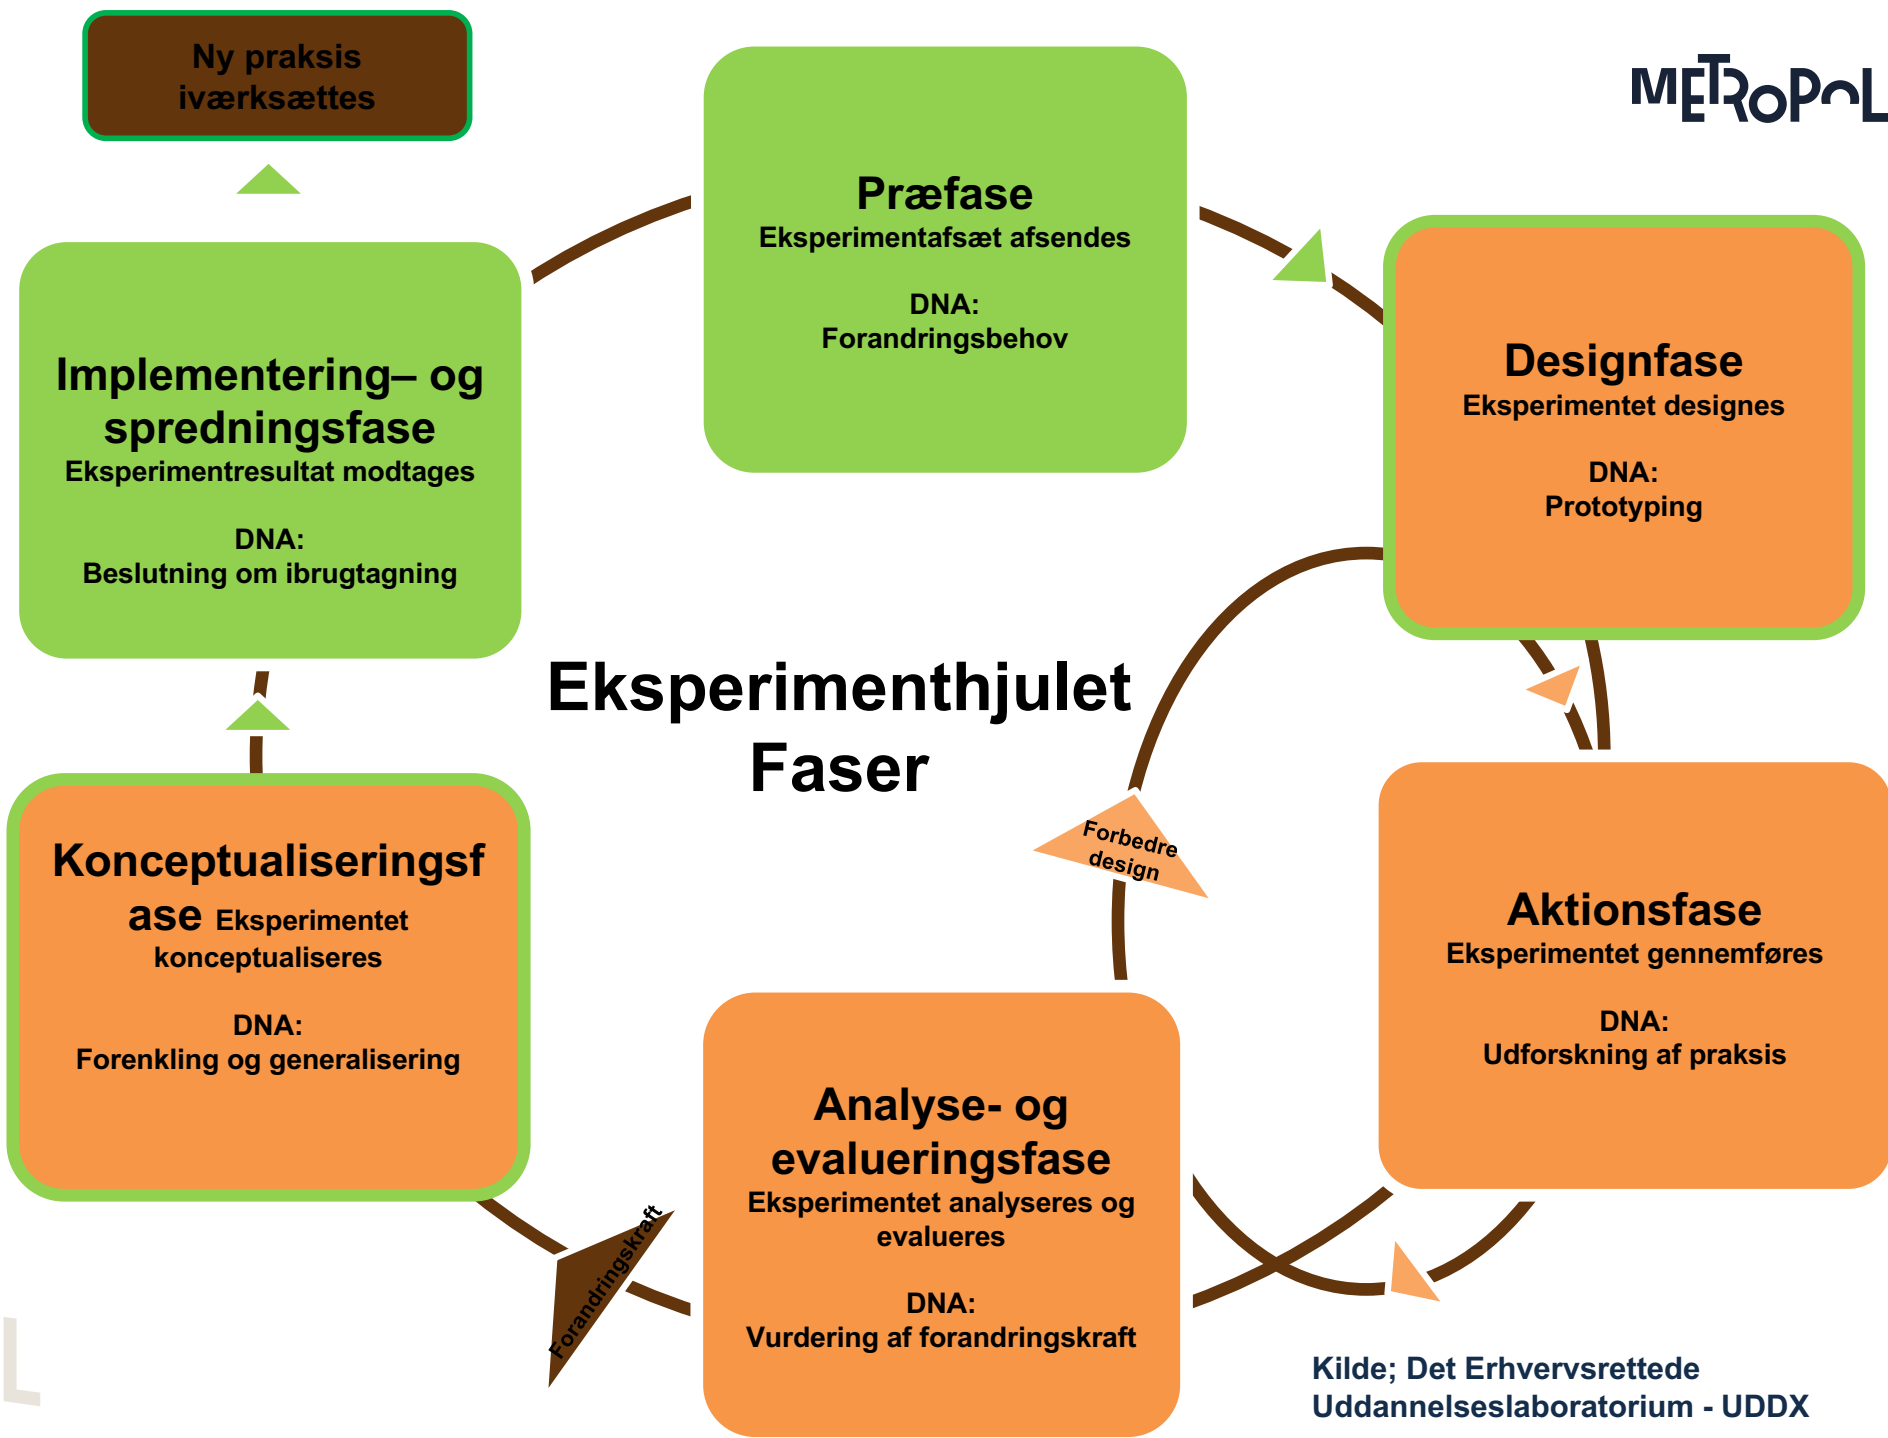 Ny praksis
iværksættes
METROPOL
Præfase
Eksperimentafsæt afsendes
DNA:
Forandringsbehov
Designfase
Eksperimentet designes
DNA:
Prototyping
Implementering– og
spredningsfase
Eksperimentresultat modtages
DNA:
Beslutning om ibrugtagning
Eksperimenthjulet
Faser
Forbedre
design
Konceptualiseringsf
ase Eksperimentet
konceptualiseres
DNA:
Forenkling og generalisering
Aktionsfase
Eksperimentet gennemføres
DNA:
Udforskning af praksis
Analyse- og
evalueringsfase
Eksperimentet analyseres og
evalueres
DNA:
Vurdering af forandringskraft
Forandringskraft
Kilde; Det Erhvervsrettede
Uddannelseslaboratorium - UDDX
L